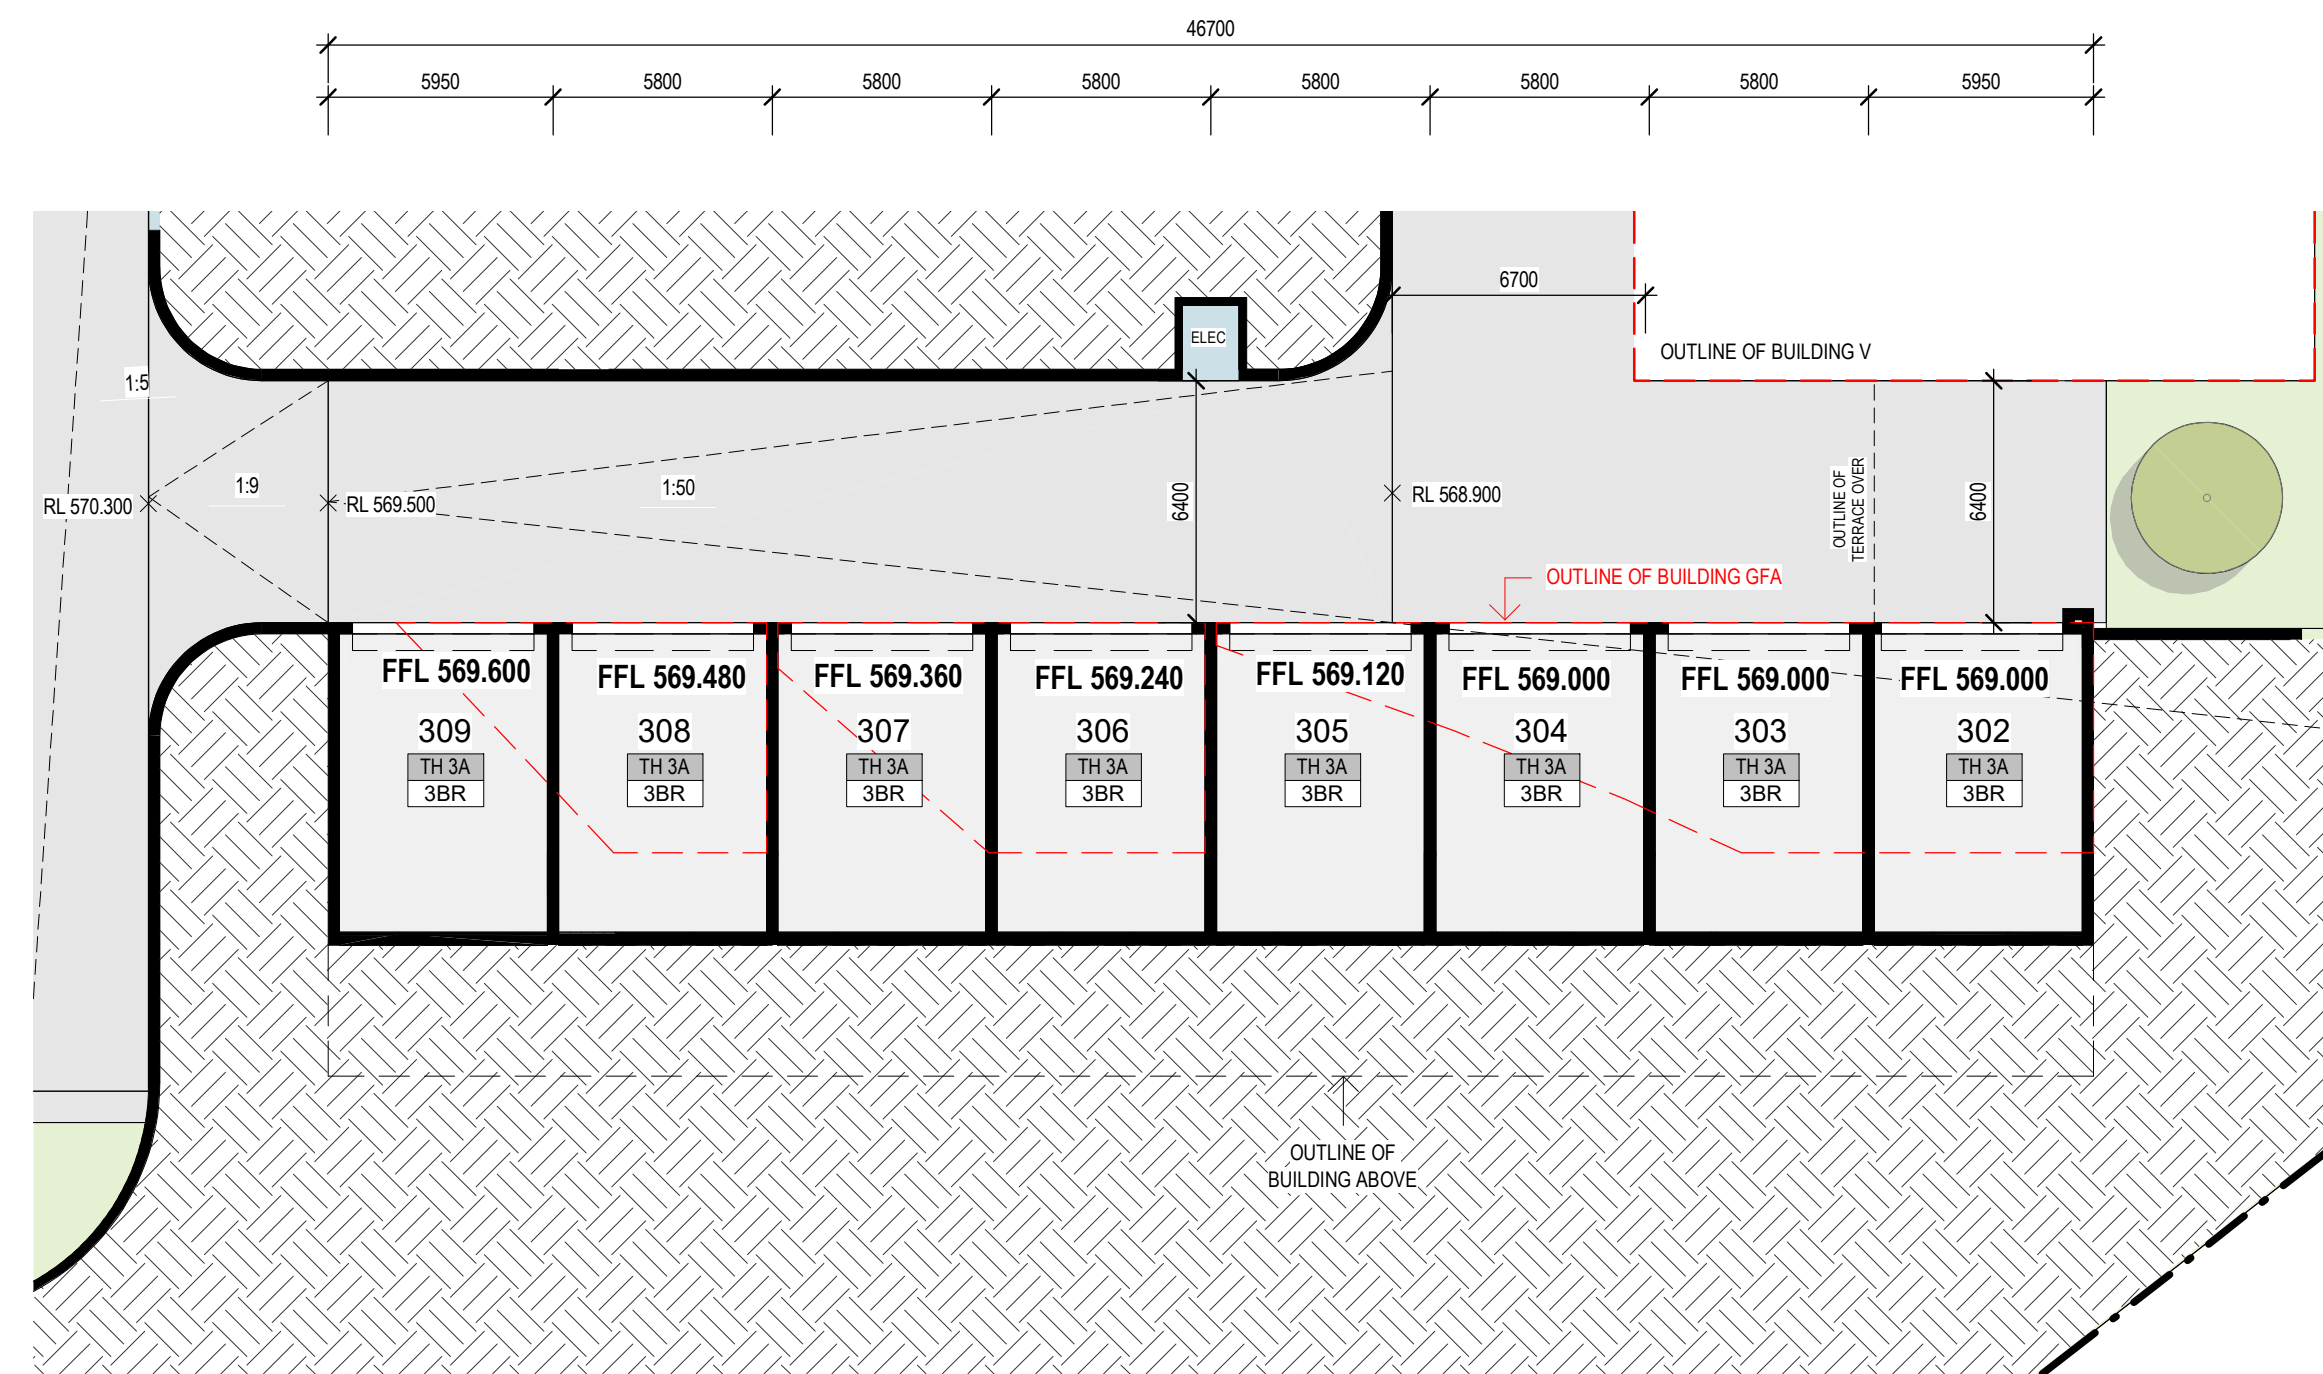 46700
5950 5800 5800 5800 5800 5800 5800 5950
6700
ELEC
OUTLINE OF BUILDING V
1:5
1:9
1:50
RL 570.300
RL 569.500
6400
RL 568.900
OUTLINE OF
TERRACE OVER
6400
OUTLINE OF BUILDING GFA
FFL 569.600
309
TH 3A
3BR
FFL 569.480
308
TH 3A
3BR
FFL 569.360
307
TH 3A
3BR
FFL 569.240
306
TH 3A
3BR
FFL 569.120
305
TH 3A
3BR
FFL 569.000
304
TH 3A
3BR
FFL 569.000
303
TH 3A
3BR
FFL 569.000
302
TH 3A
3BR
OUTLINE OF
BUILDING ABOVE